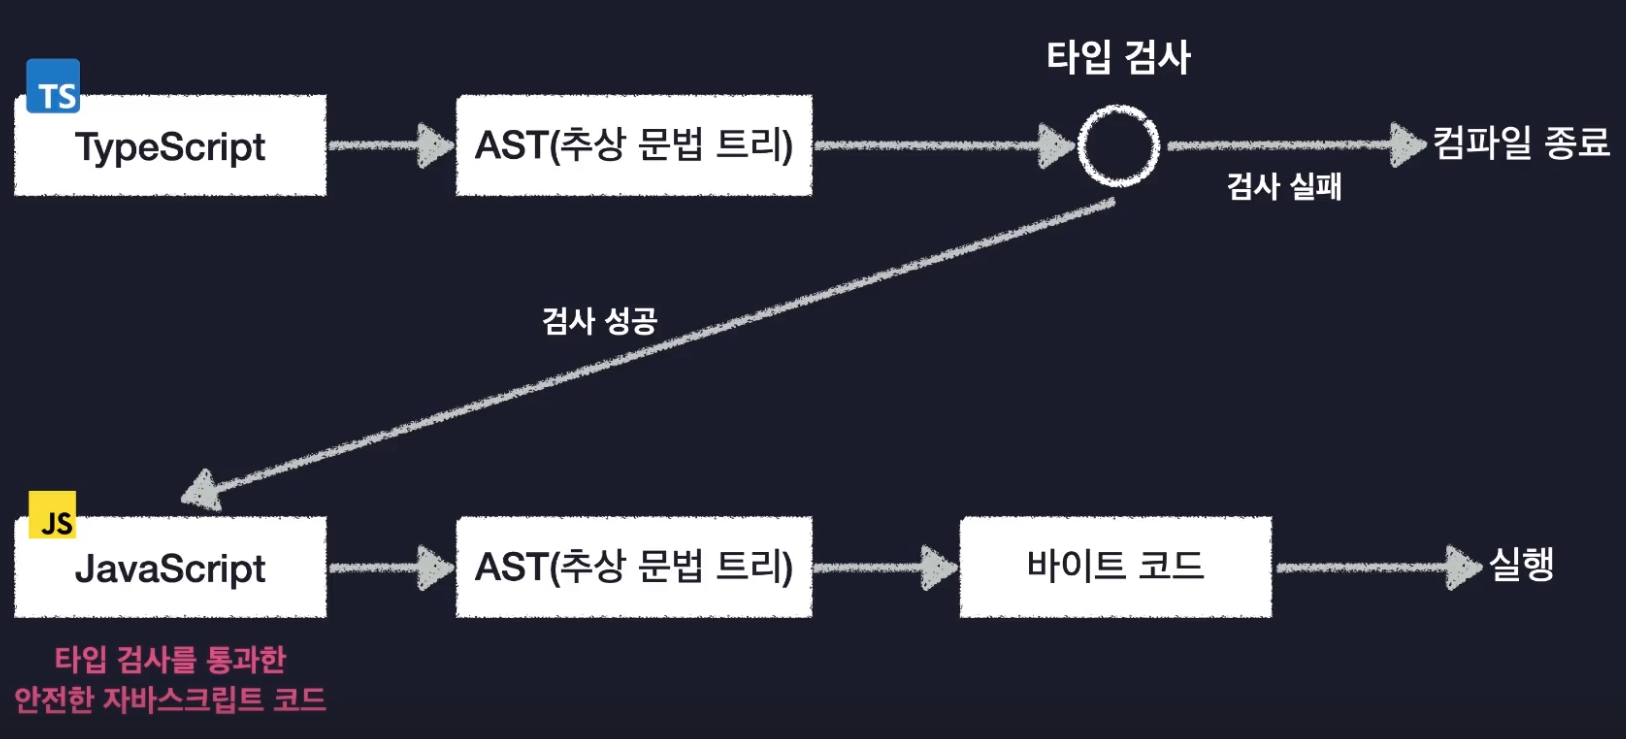 타입 검사
TS
TypeScript
AST(추상 문법 트리)
컴파일 종료
검사 실패
검사 성공
JS
JavaScript
AST(추상 문법 트리)
바이트 코드
실행
타입 검사를 통과한
안전한 자바스크립트 코드